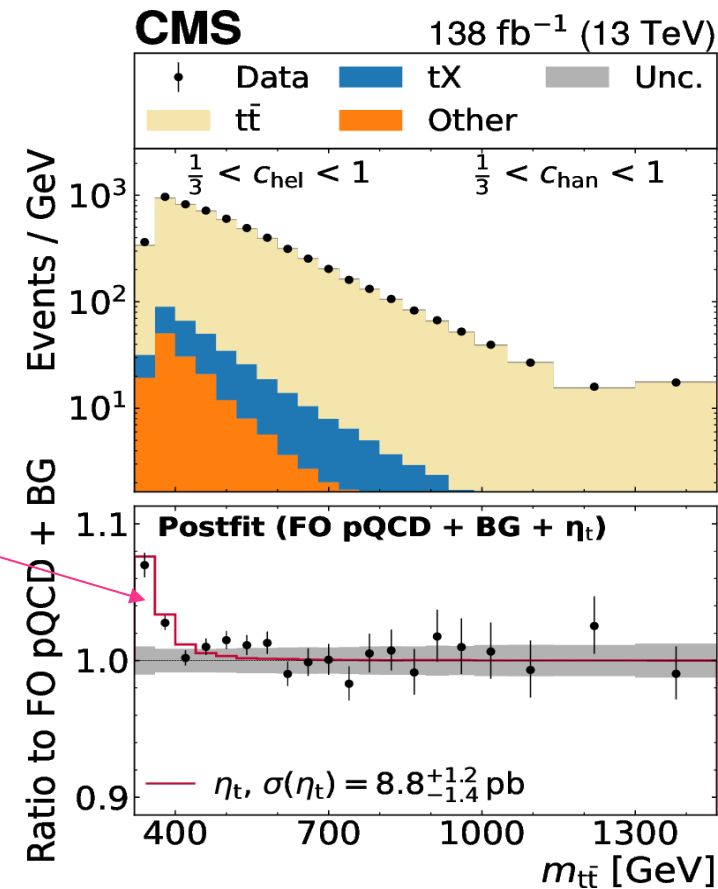 CMS 138 fb⁻¹ (13 TeV)
Data tX Unc.
tt̄ Other
1/3 < c_hel < 1 1/3 < c_han < 1
Events / GeV
10³
10²
10¹
Ratio to FO pQCD + BG
Postfit (FO pQCD + BG + η_t)
1.1
1.0
0.9
η_t, σ(η_t) = 8.8 +1.2 −1.4 pb
400 700 1000 1300
m_tt̄ [GeV]